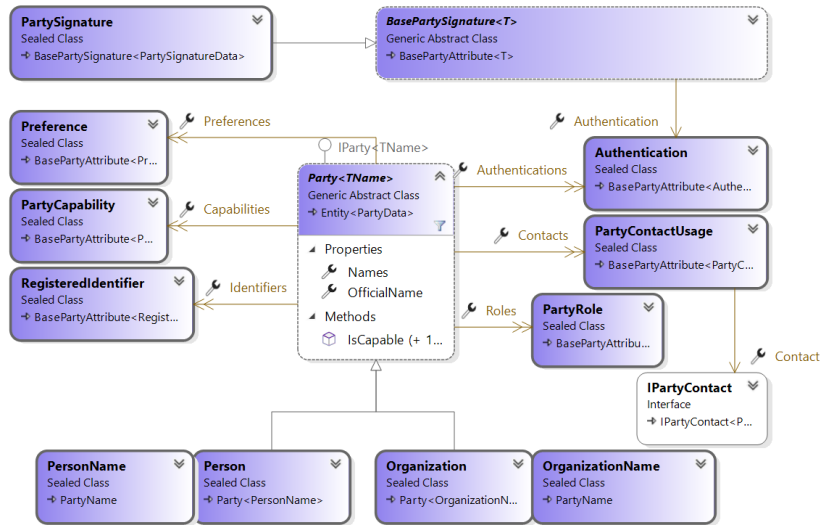 PartySignature
Sealed Class
BasePartySignature<PartySignatureData>
BasePartySignature<T>
Generic Abstract Class
BasePartyAttribute<T>
Authentication
Preference
Sealed Class
BasePartyAttribute<Pr...
Preferences
IParty<TName>
Authentication
Sealed Class
BasePartyAttribute<Authe...
Authentications
Party<TName>
Generic Abstract Class
Entity<PartyData>
PartyCapability
Sealed Class
BasePartyAttribute<P...
Capabilities
Contacts
PartyContactUsage
Sealed Class
BasePartyAttribute<PartyC...
Properties
Names
OfficialName
Methods
IsCapable (+ 1...
RegisteredIdentifier
Sealed Class
BasePartyAttribute<Regist...
Identifiers
Roles
PartyRole
Sealed Class
BasePartyAttribu...
Contact
IPartyContact
Interface
IPartyContact<P...
PersonName
Sealed Class
PartyName
Person
Sealed Class
Party<PersonName>
Organization
Sealed Class
Party<OrganizationN...
OrganizationName
Sealed Class
PartyName